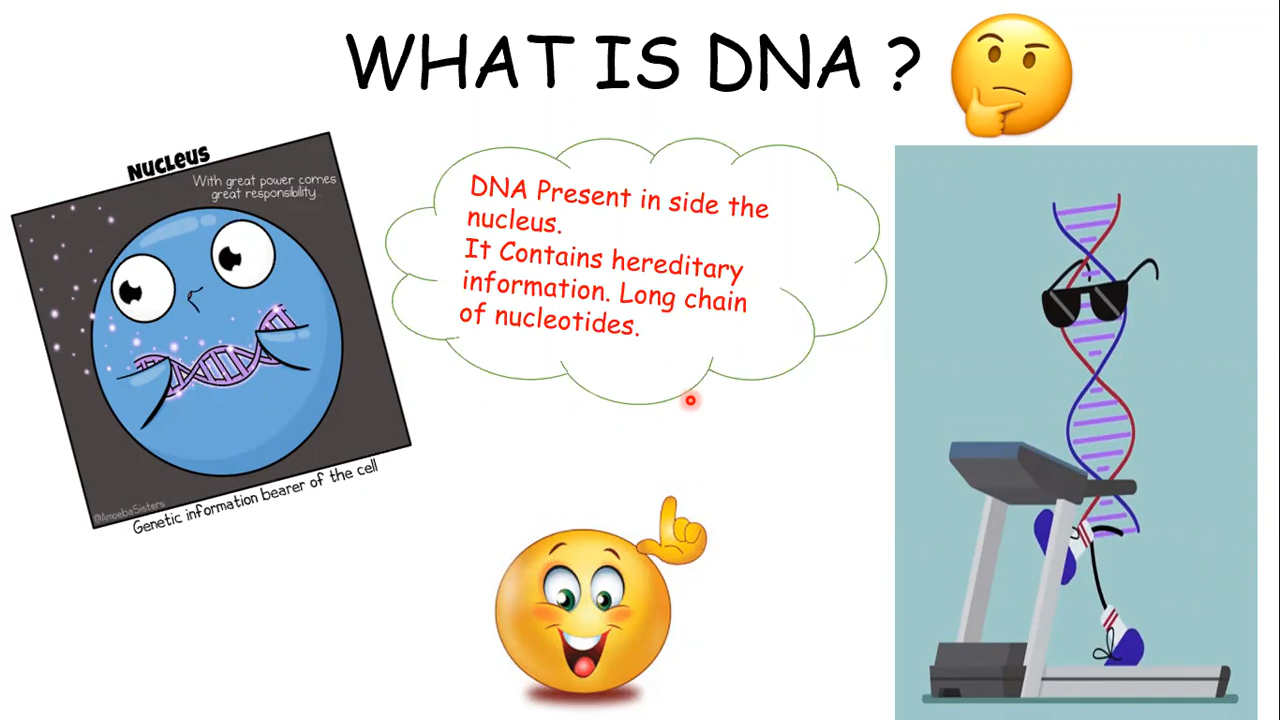 WHAT IS DNA ?
Nucleus
With great power comes
great responsibility...
DNA Present in side the
nucleus.
It Contains hereditary
information. Long chain
of nucleotides.
@AmoebaSisters
Genetic information bearer of the cell